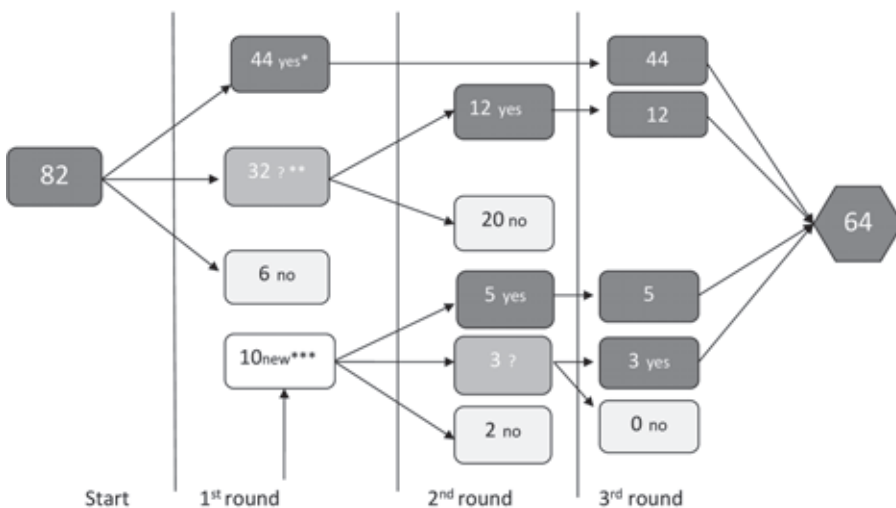 44 yes*
44
12 yes
12
82
32 ? **
64
20 no
6 no
5 yes
5
10new***
3 ?
3 yes
2 no
0 no
Start
1st round
2nd round
3rd round